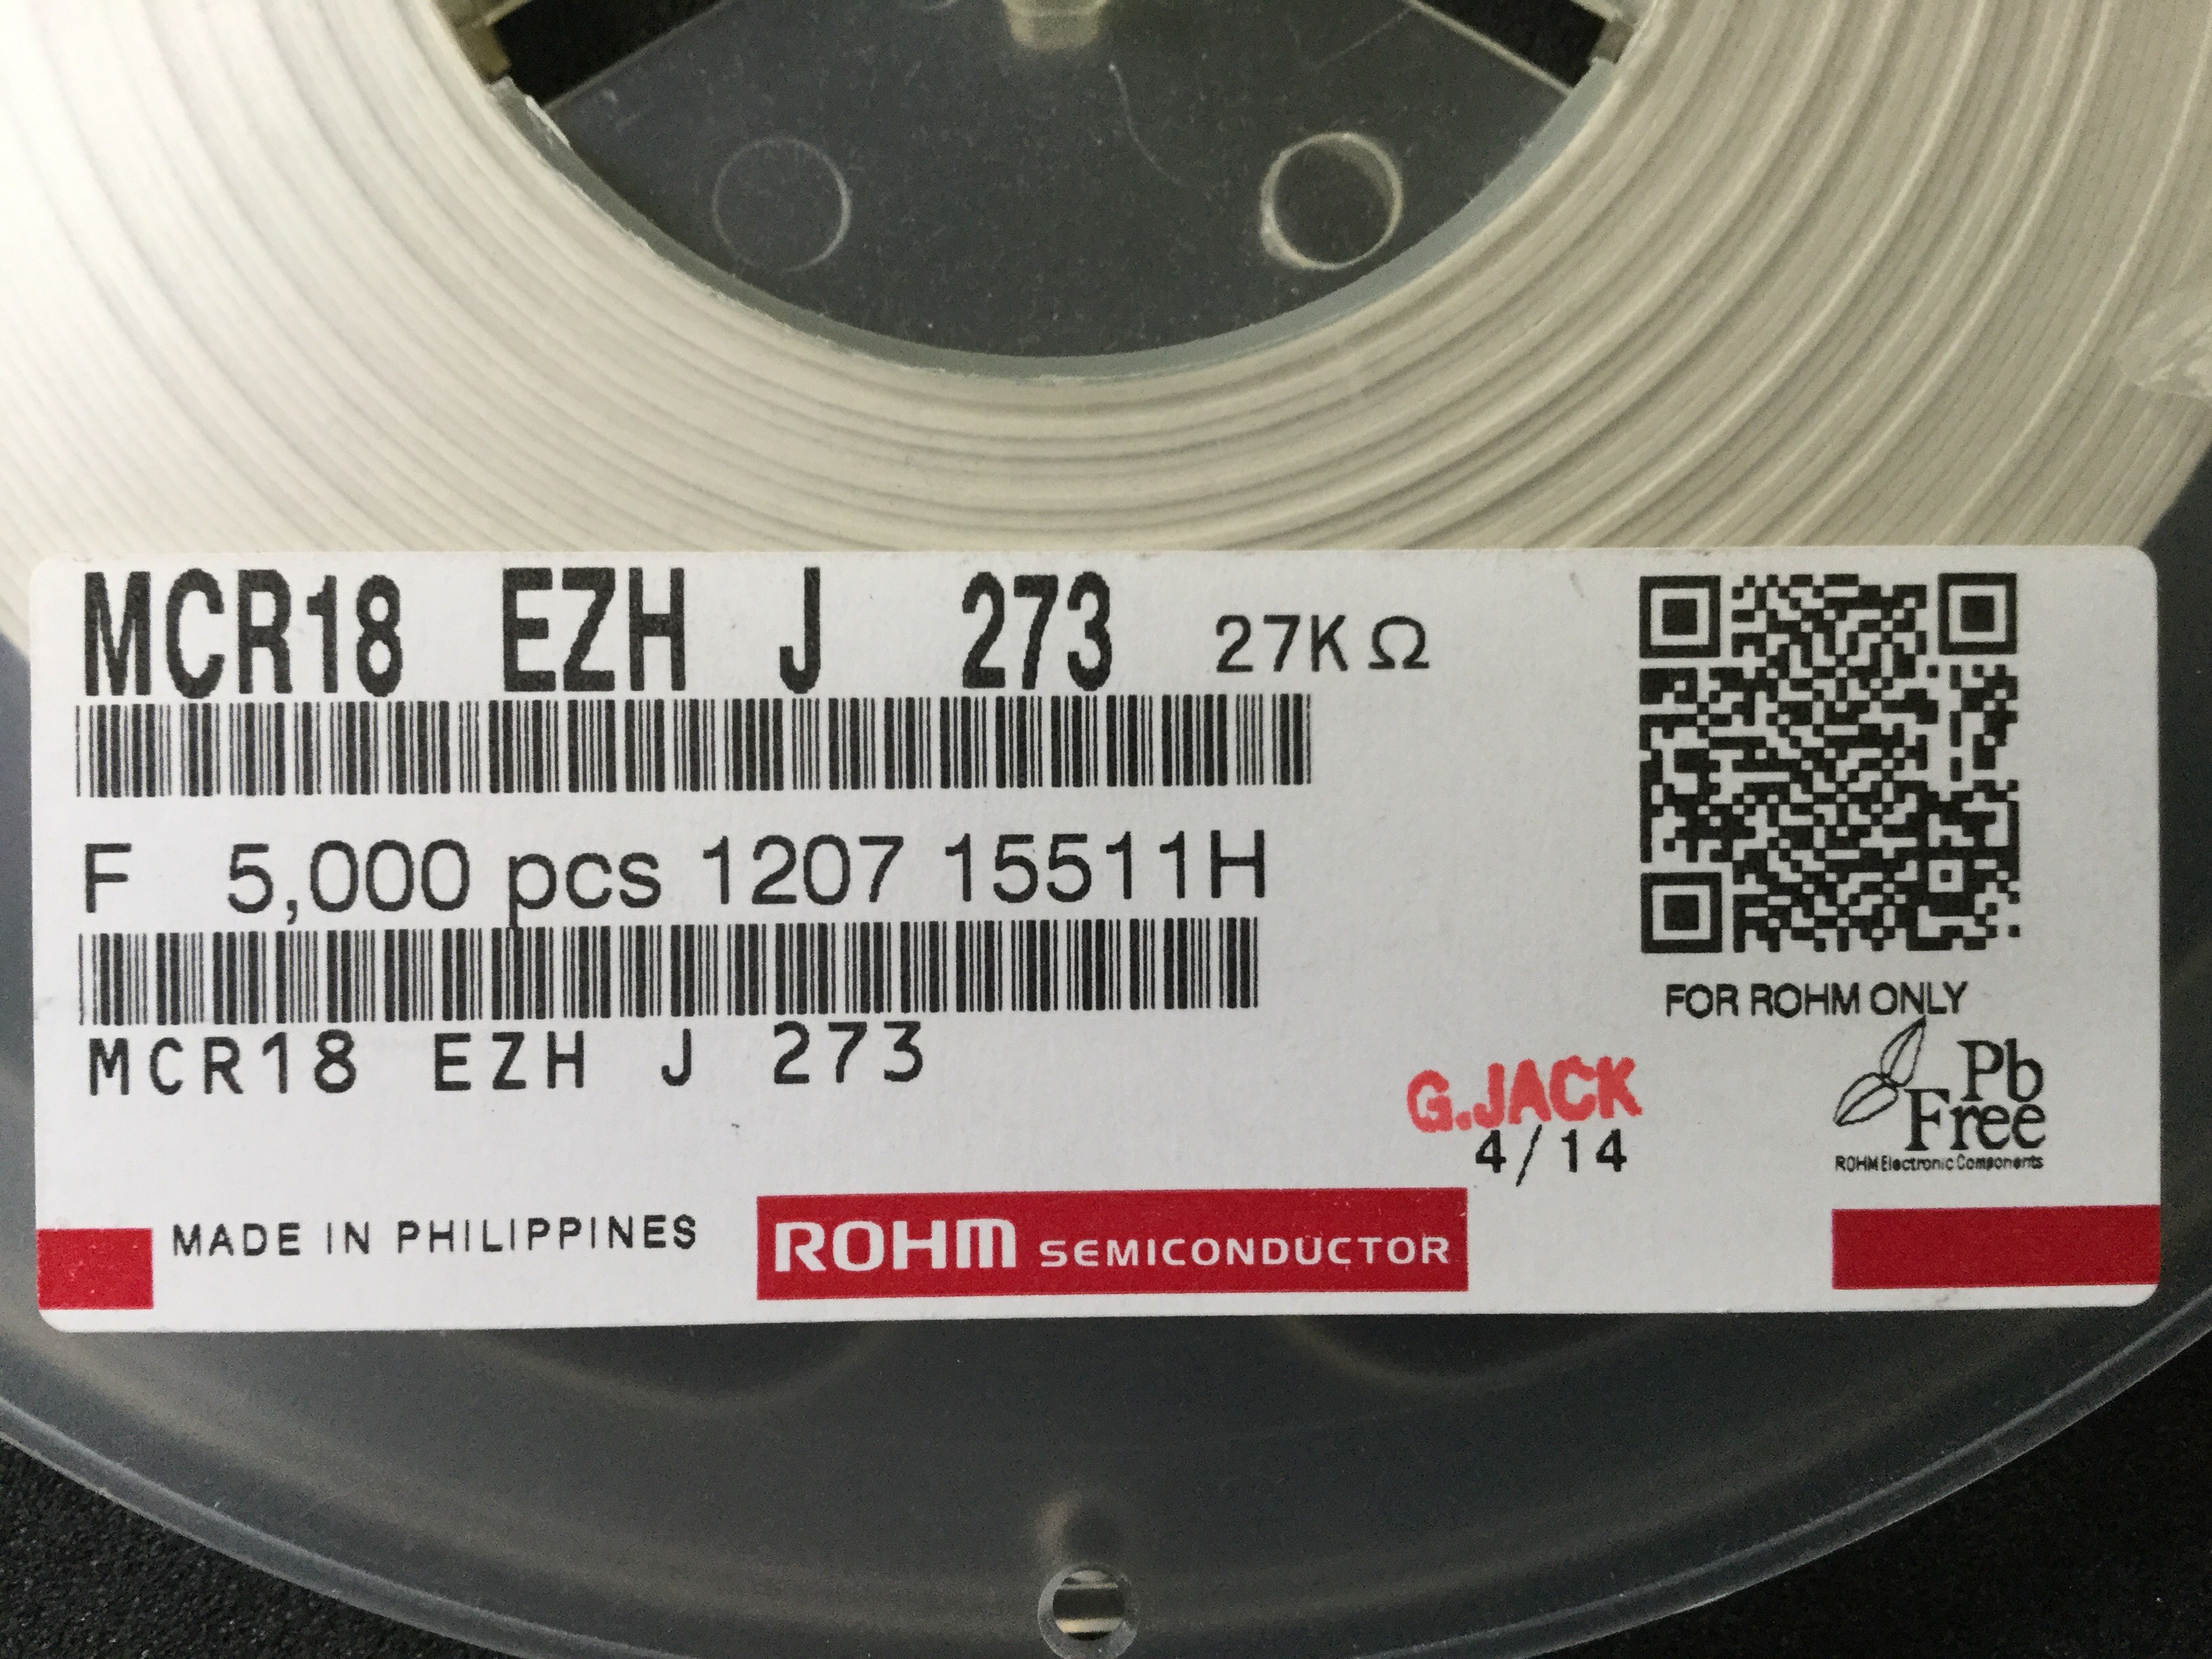 MCR18 EZH J 273 27KΩ
F 5,000 pcs 1207 15511H
MCR18 EZH J 273
FOR ROHM ONLY
G.JACK
4/14
Pb
Free
ROHM Electronic Components
MADE IN PHILIPPINES
ROHM SEMICONDUCTOR